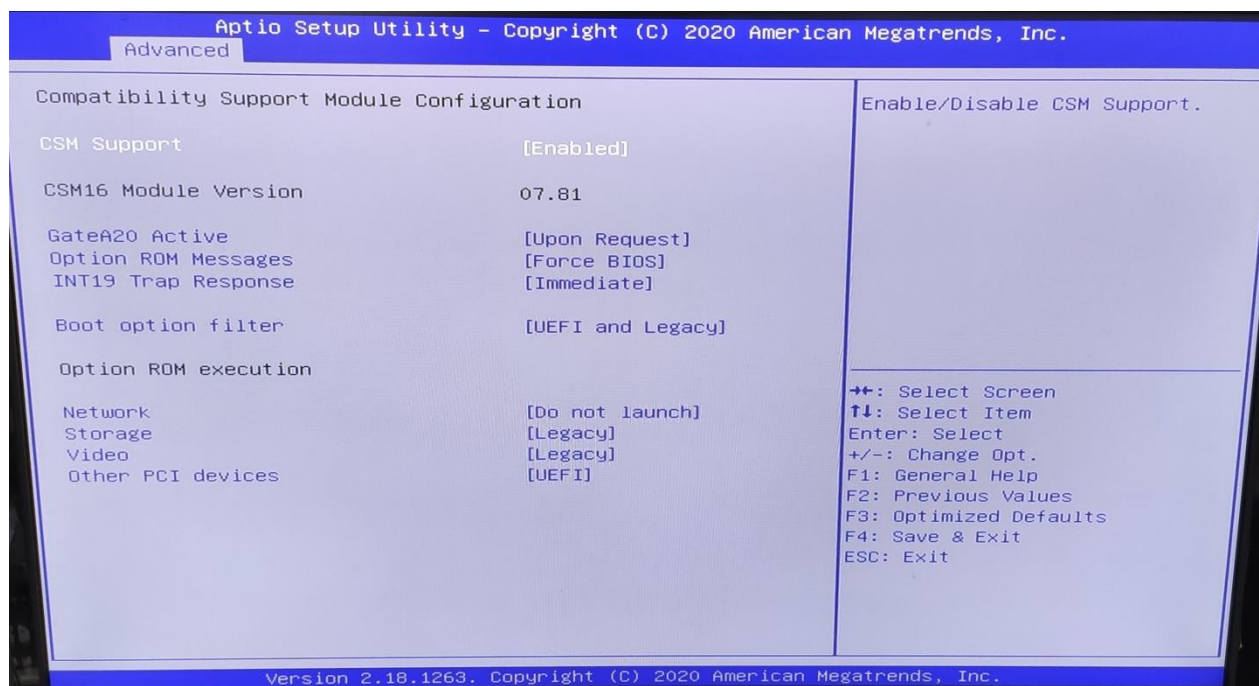 Aptio Setup Utility – Copyright (C) 2020 American Megatrends, Inc.
Advanced
Compatibility Support Module Configuration
CSM Support [Enabled]
CSM16 Module Version 07.81
GateA20 Active [Upon Request]
Option ROM Messages [Force BIOS]
INT19 Trap Response [Immediate]
Boot option filter [UEFI and Legacy]
Option ROM execution
Network [Do not launch]
Storage [Legacy]
Video [Legacy]
Other PCI devices [UEFI]
Enable/Disable CSM Support.
→←: Select Screen
↑↓: Select Item
Enter: Select
+/-: Change Opt.
F1: General Help
F2: Previous Values
F3: Optimized Defaults
F4: Save & Exit
ESC: Exit
Version 2.18.1263. Copyright (C) 2020 American Megatrends, Inc.